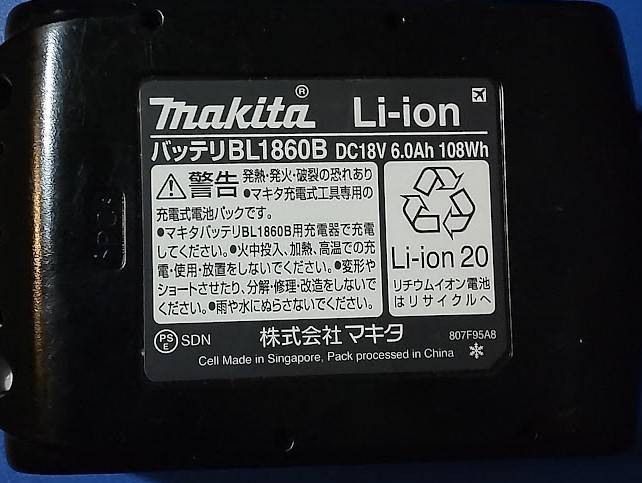 makita® Li-ion
バッテリBL1860B DC18V 6.0Ah 108Wh
警告 発熱・発火・破裂の恐れあり
●マキタ充電式工具専用の
充電式電池パックです。
●マキタバッテリBL1860B用充電器で充電
してください。●火中投入、加熱、高温での充
電・使用・放置をしないでください。●変形や
ショートさせたり、分解・修理・改造をしないで
ください。●雨や水にぬらさないでください。
Li-ion 20
リチウムイオン電池
はリサイクルへ
PSE SDN 株式会社マキタ 807F95A8
Cell Made in Singapore, Pack processed in China